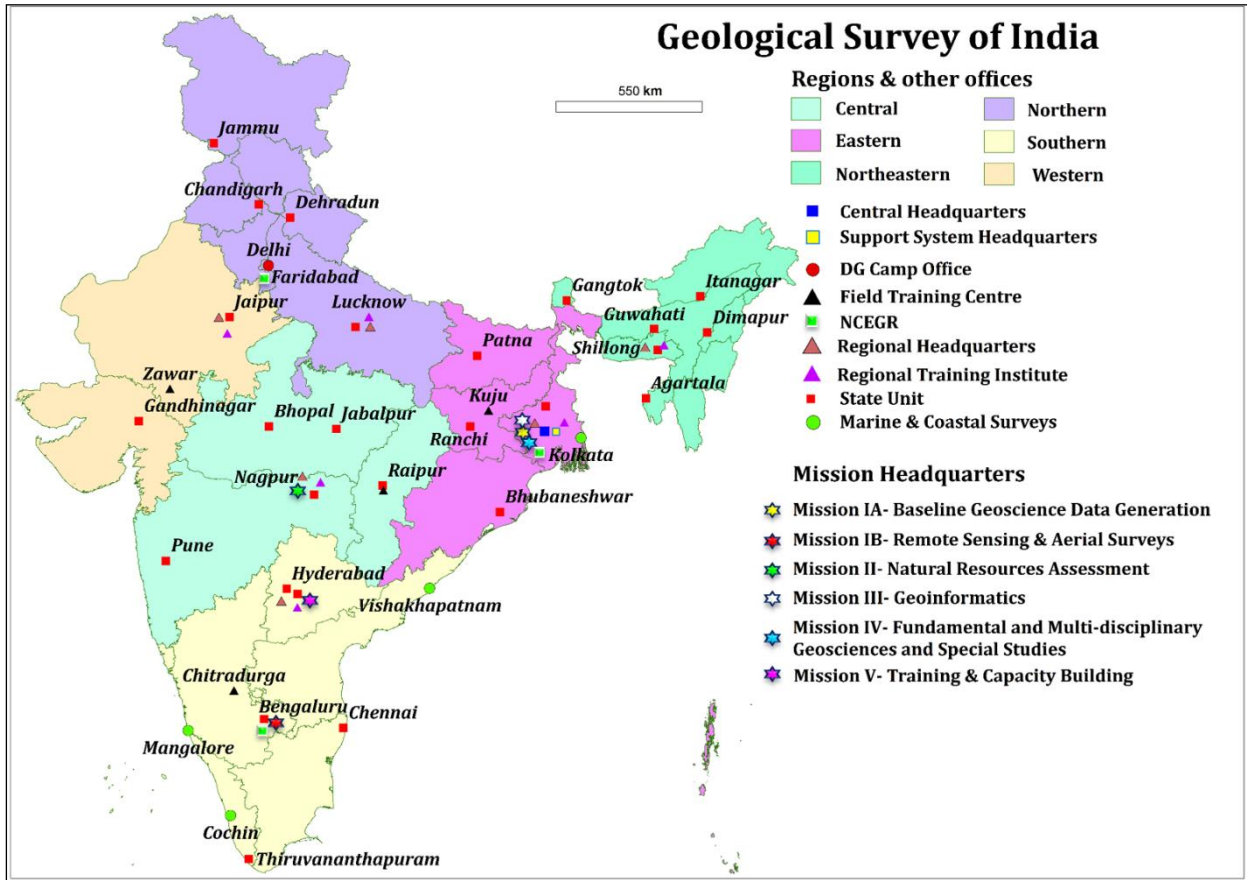 Geological Survey of India
Regions & other offices
550 km
Central
Northern
Eastern
Southern
Northeastern
Western
Central Headquarters
Support System Headquarters
DG Camp Office
Field Training Centre
NCEGR
Regional Headquarters
Regional Training Institute
State Unit
Marine & Coastal Surveys
Mission Headquarters
Mission IA- Baseline Geoscience Data Generation
Mission IB- Remote Sensing & Aerial Surveys
Mission II- Natural Resources Assessment
Mission III- Geoinformatics
Mission IV- Fundamental and Multi-disciplinary
Geosciences and Special Studies
Mission V- Training & Capacity Building
Jammu
Chandigarh
Dehradun
Delhi
Faridabad
Jaipur
Lucknow
Gangtok
Itanagar
Guwahati
Dimapur
Shillong
Patna
Zawar
Kuju
Agartala
Gandhinagar
Bhopal
Jabalpur
Ranchi
Kolkata
Nagpur
Raipur
Bhubaneshwar
Pune
Hyderabad
Vishakhapatnam
Chitradurga
Bengaluru
Chennai
Mangalore
Cochin
Thiruvananthapuram